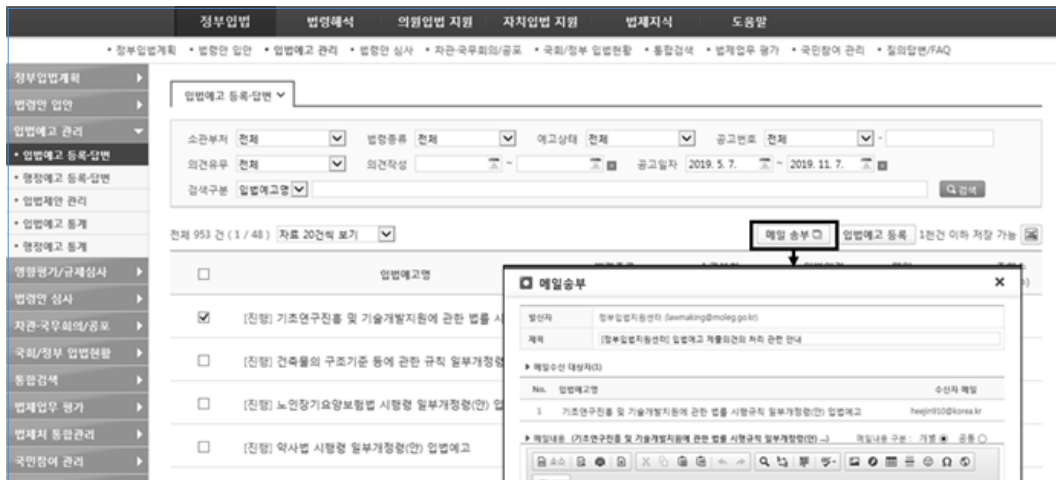 정부입법 법령해석 의원입법 지원 자치입법 지원 법제지식 도움말
• 정부입법계획 • 법령안 입안 • 입법예고 관리 • 법령안 심사 • 차관·국무회의/공포 • 국회/정부 입법현황 • 통합검색 • 법제업무 평가 • 국민참여 관리 • 질의답변/FAQ
정부입법계획
법령안 입안
입법예고 관리
• 입법예고 등록·답변
• 행정예고 등록·답변
• 입법제안 관리
• 입법예고 통계
• 행정예고 통계
영향평가/규제심사
법령안 심사
차관·국무회의/공포
국회/정부 입법현황
통합검색
법제업무 평가
법제처 통합관리
국민참여 관리
입법예고 등록·답변
소관부처 전체 법령종류 전체 예고상태 전체 공고번호 전체 -
의견유무 전체 의견작성 ~ 공고일자 2019. 5. 7. ~ 2019. 11. 7.
검색구분 입법예고명 검색
전체 953 건 ( 1 / 48 ) 자료 20건씩 보기 메일 송부 입법예고 등록 1천건 이하 저장 가능
입법예고명
[진행] 기초연구진흥 및 기술개발지원에 관한 법률 시
[진행] 건축물의 구조기준 등에 관한 규칙 일부개정령
[진행] 노인장기요양보험법 시행령 일부개정령(안) 입
[진행] 약사법 시행령 일부개정령(안) 입법예고
메일송부
발신자 정부입법지원센터 (lawmaking@moleg.go.kr)
제목 [정부입법지원센터] 입법예고 제출의견의 처리 관련 안내
▶ 메일수신 대상자(1)
No. 입법예고명 수신자 메일
1 기초연구진흥 및 기술개발지원에 관한 법률 시행규칙 일부개정령(안) 입법예고 heejin910@korea.kr
▶ 메일내용 (기초연구진흥 및 기술개발지원에 관한 법률 시행규칙 일부개정령(안) ...) 메일내용 구분 : 개별 공통
소스